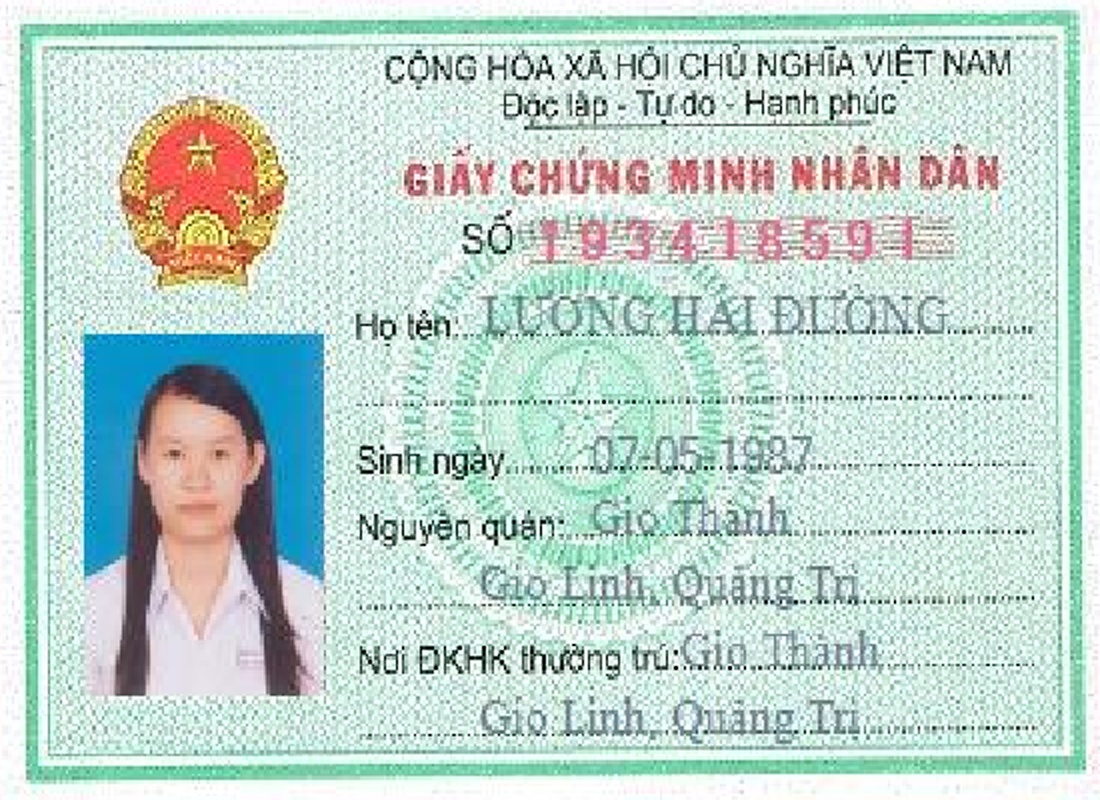 CỘNG HÒA XÃ HỘI CHỦ NGHĨA VIỆT NAM
Độc lập - Tự do - Hạnh phúc
GIẤY CHỨNG MINH NHÂN DÂN
SỐ 193418591
Họ tên: LƯƠNG HẢI ĐƯỜNG
Sinh ngày 07-05-1987
Nguyên quán: Gio Thành
Gio Linh, Quảng Trị
Nơi ĐKHK thường trú: Gio Thành
Gio Linh, Quảng Trị